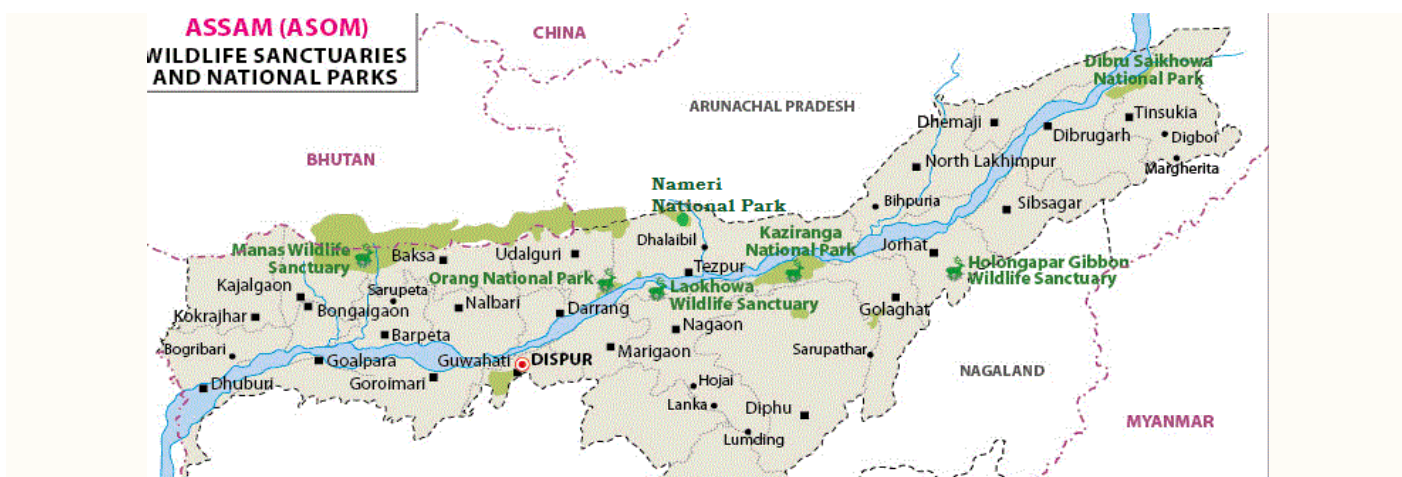 ASSAM (ASOM)
WILDLIFE SANCTUARIES
AND NATIONAL PARKS
CHINA
ARUNACHAL PRADESH
BHUTAN
Dibru Saikhowa
National Park
Tinsukia
Dhemaji
Dibrugarh
Digboi
Margherita
North Lakhimpur
Nameri
National Park
Bihpuria
Sibsagar
Kaziranga
National Park
Dhalaibil
Jorhat
Manas Wildlife
Sanctuary
Baksa
Udalguri
Tezpur
Holongapar Gibbon
Wildlife Sanctuary
Orang National Park
Laokhowa
Wildlife Sanctuary
Kajalgaon
Sarupeta
Nalbari
Darrang
Golaghat
Kokrajhar
Bongaigaon
Barpeta
Nagaon
Bogribari
Goalpara
Guwahati
DISPUR
Marigaon
Sarupathar
NAGALAND
Dhuburi
Goroimari
Hojai
Lanka
Diphu
Lumding
MYANMAR